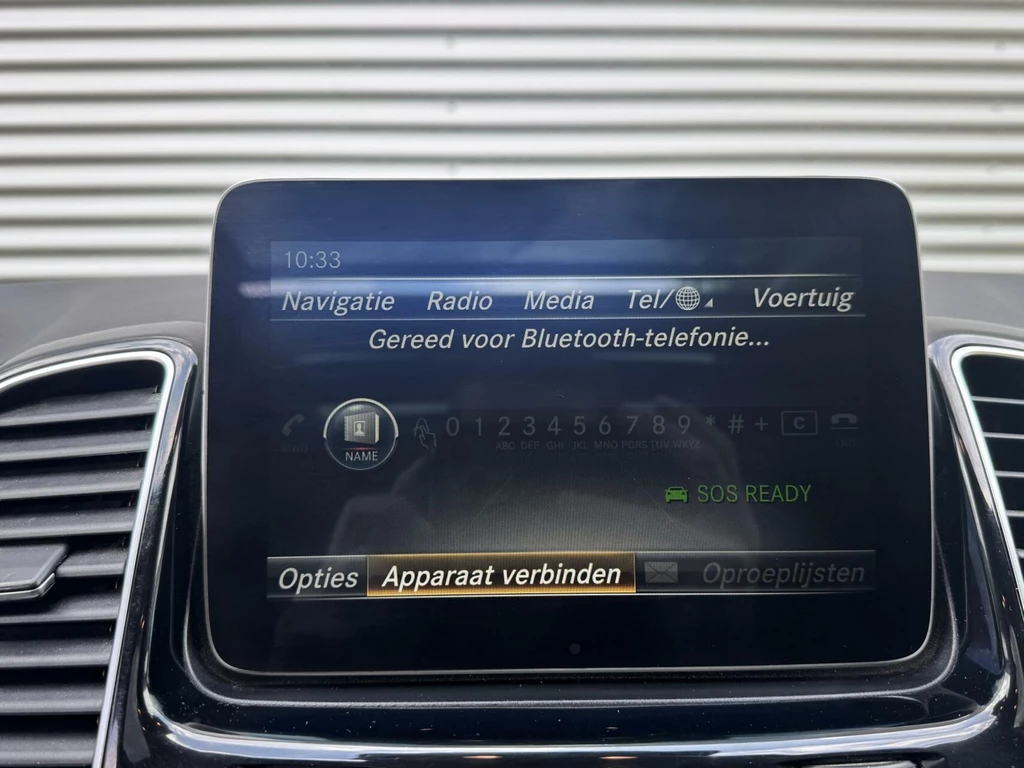 10:33
Navigatie Radio Media Tel/ Voertuig
Gereed voor Bluetooth-telefonie...
NAME 0 1 2 3 4 5 6 7 8 9 * # + C
ABC DEF GHI JKL MNO PQRS TUV WXYZ
SOS READY
Opties Apparaat verbinden Oproeplijsten